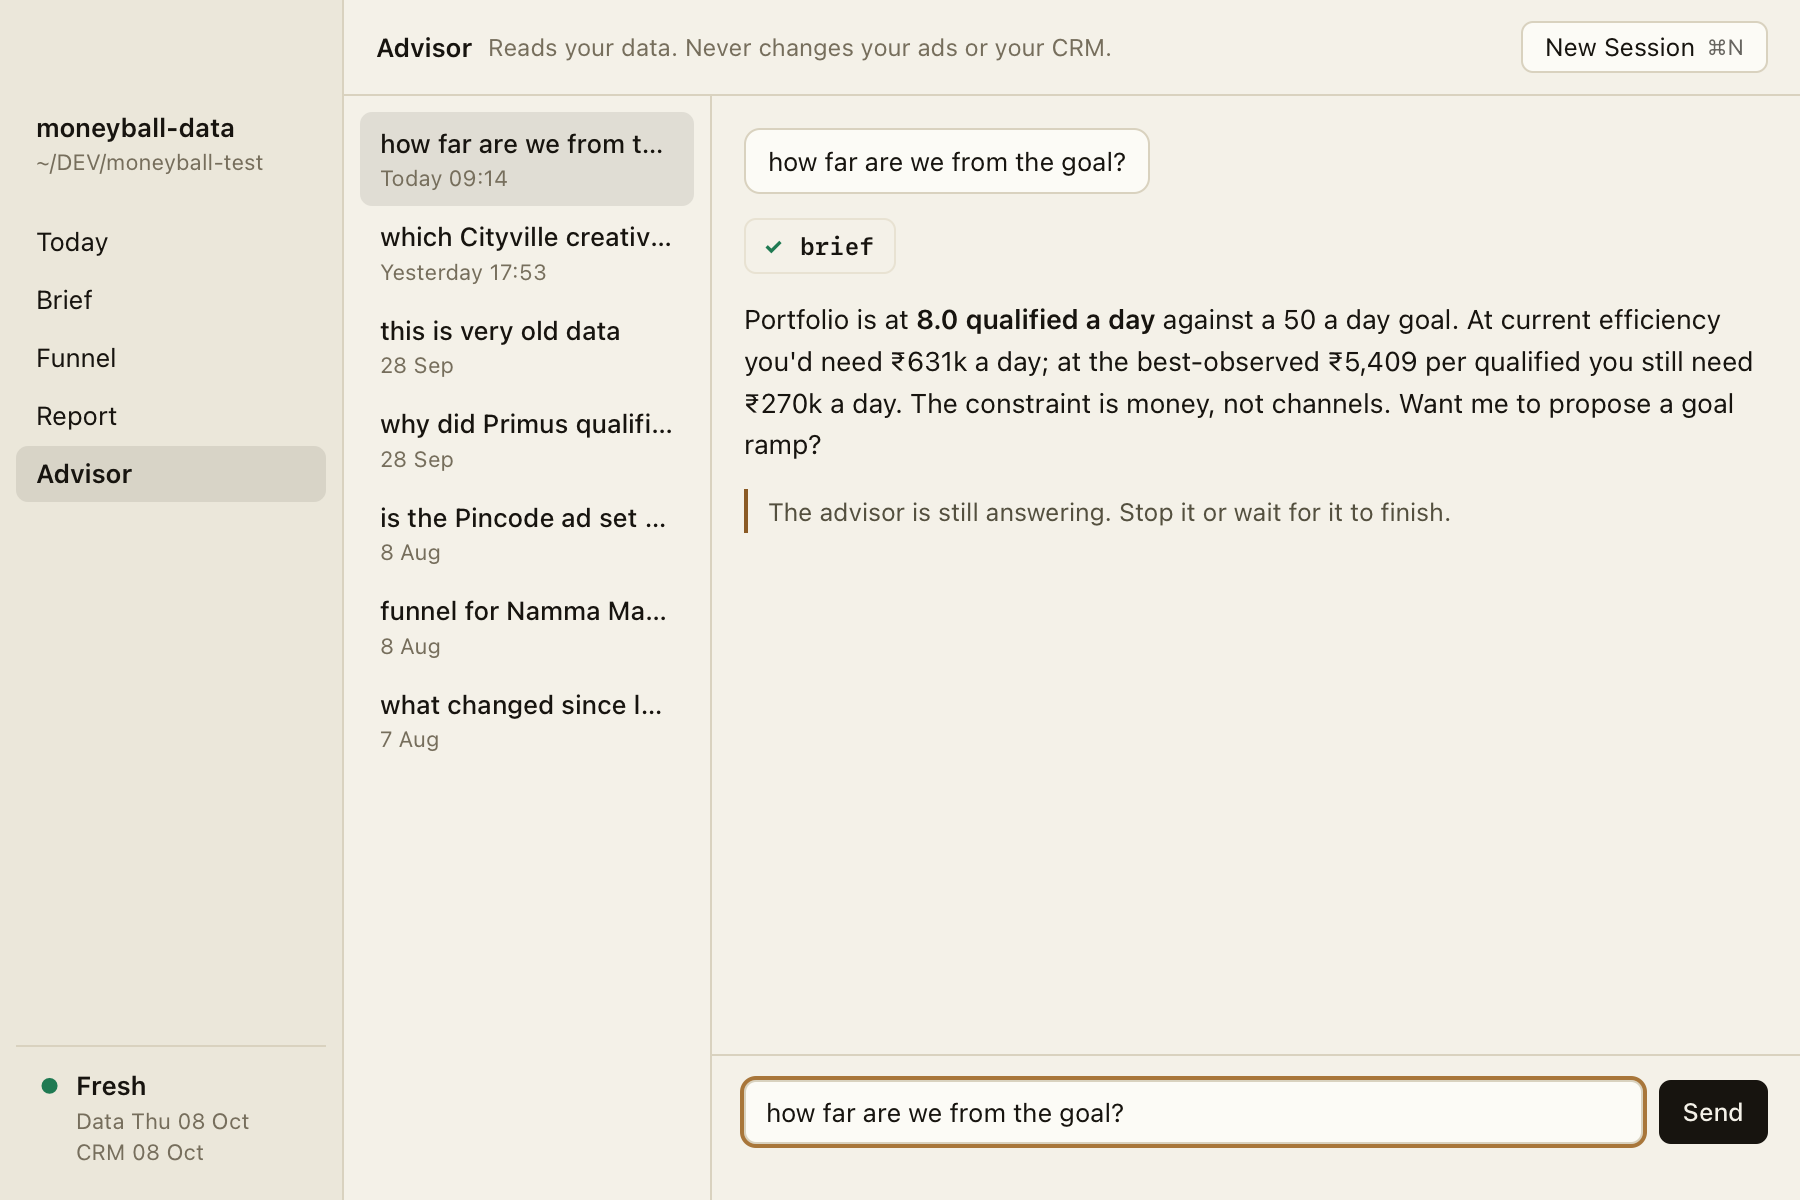 moneyball-data
~/DEV/moneyball-test
Today
Brief
Funnel
Report
Advisor
Fresh
Data Thu 08 Oct
CRM 08 Oct
Advisor Reads your data. Never changes your ads or your CRM.
New Session ⌘N
how far are we from t...
Today 09:14
which Cityville creativ...
Yesterday 17:53
this is very old data
28 Sep
why did Primus qualifi...
28 Sep
is the Pincode ad set ...
8 Aug
funnel for Namma Ma...
8 Aug
what changed since l...
7 Aug
how far are we from the goal?
✓ brief
Portfolio is at 8.0 qualified a day against a 50 a day goal. At current efficiency
you'd need ₹631k a day; at the best-observed ₹5,409 per qualified you still need
₹270k a day. The constraint is money, not channels. Want me to propose a goal
ramp?
The advisor is still answering. Stop it or wait for it to finish.
how far are we from the goal?
Send